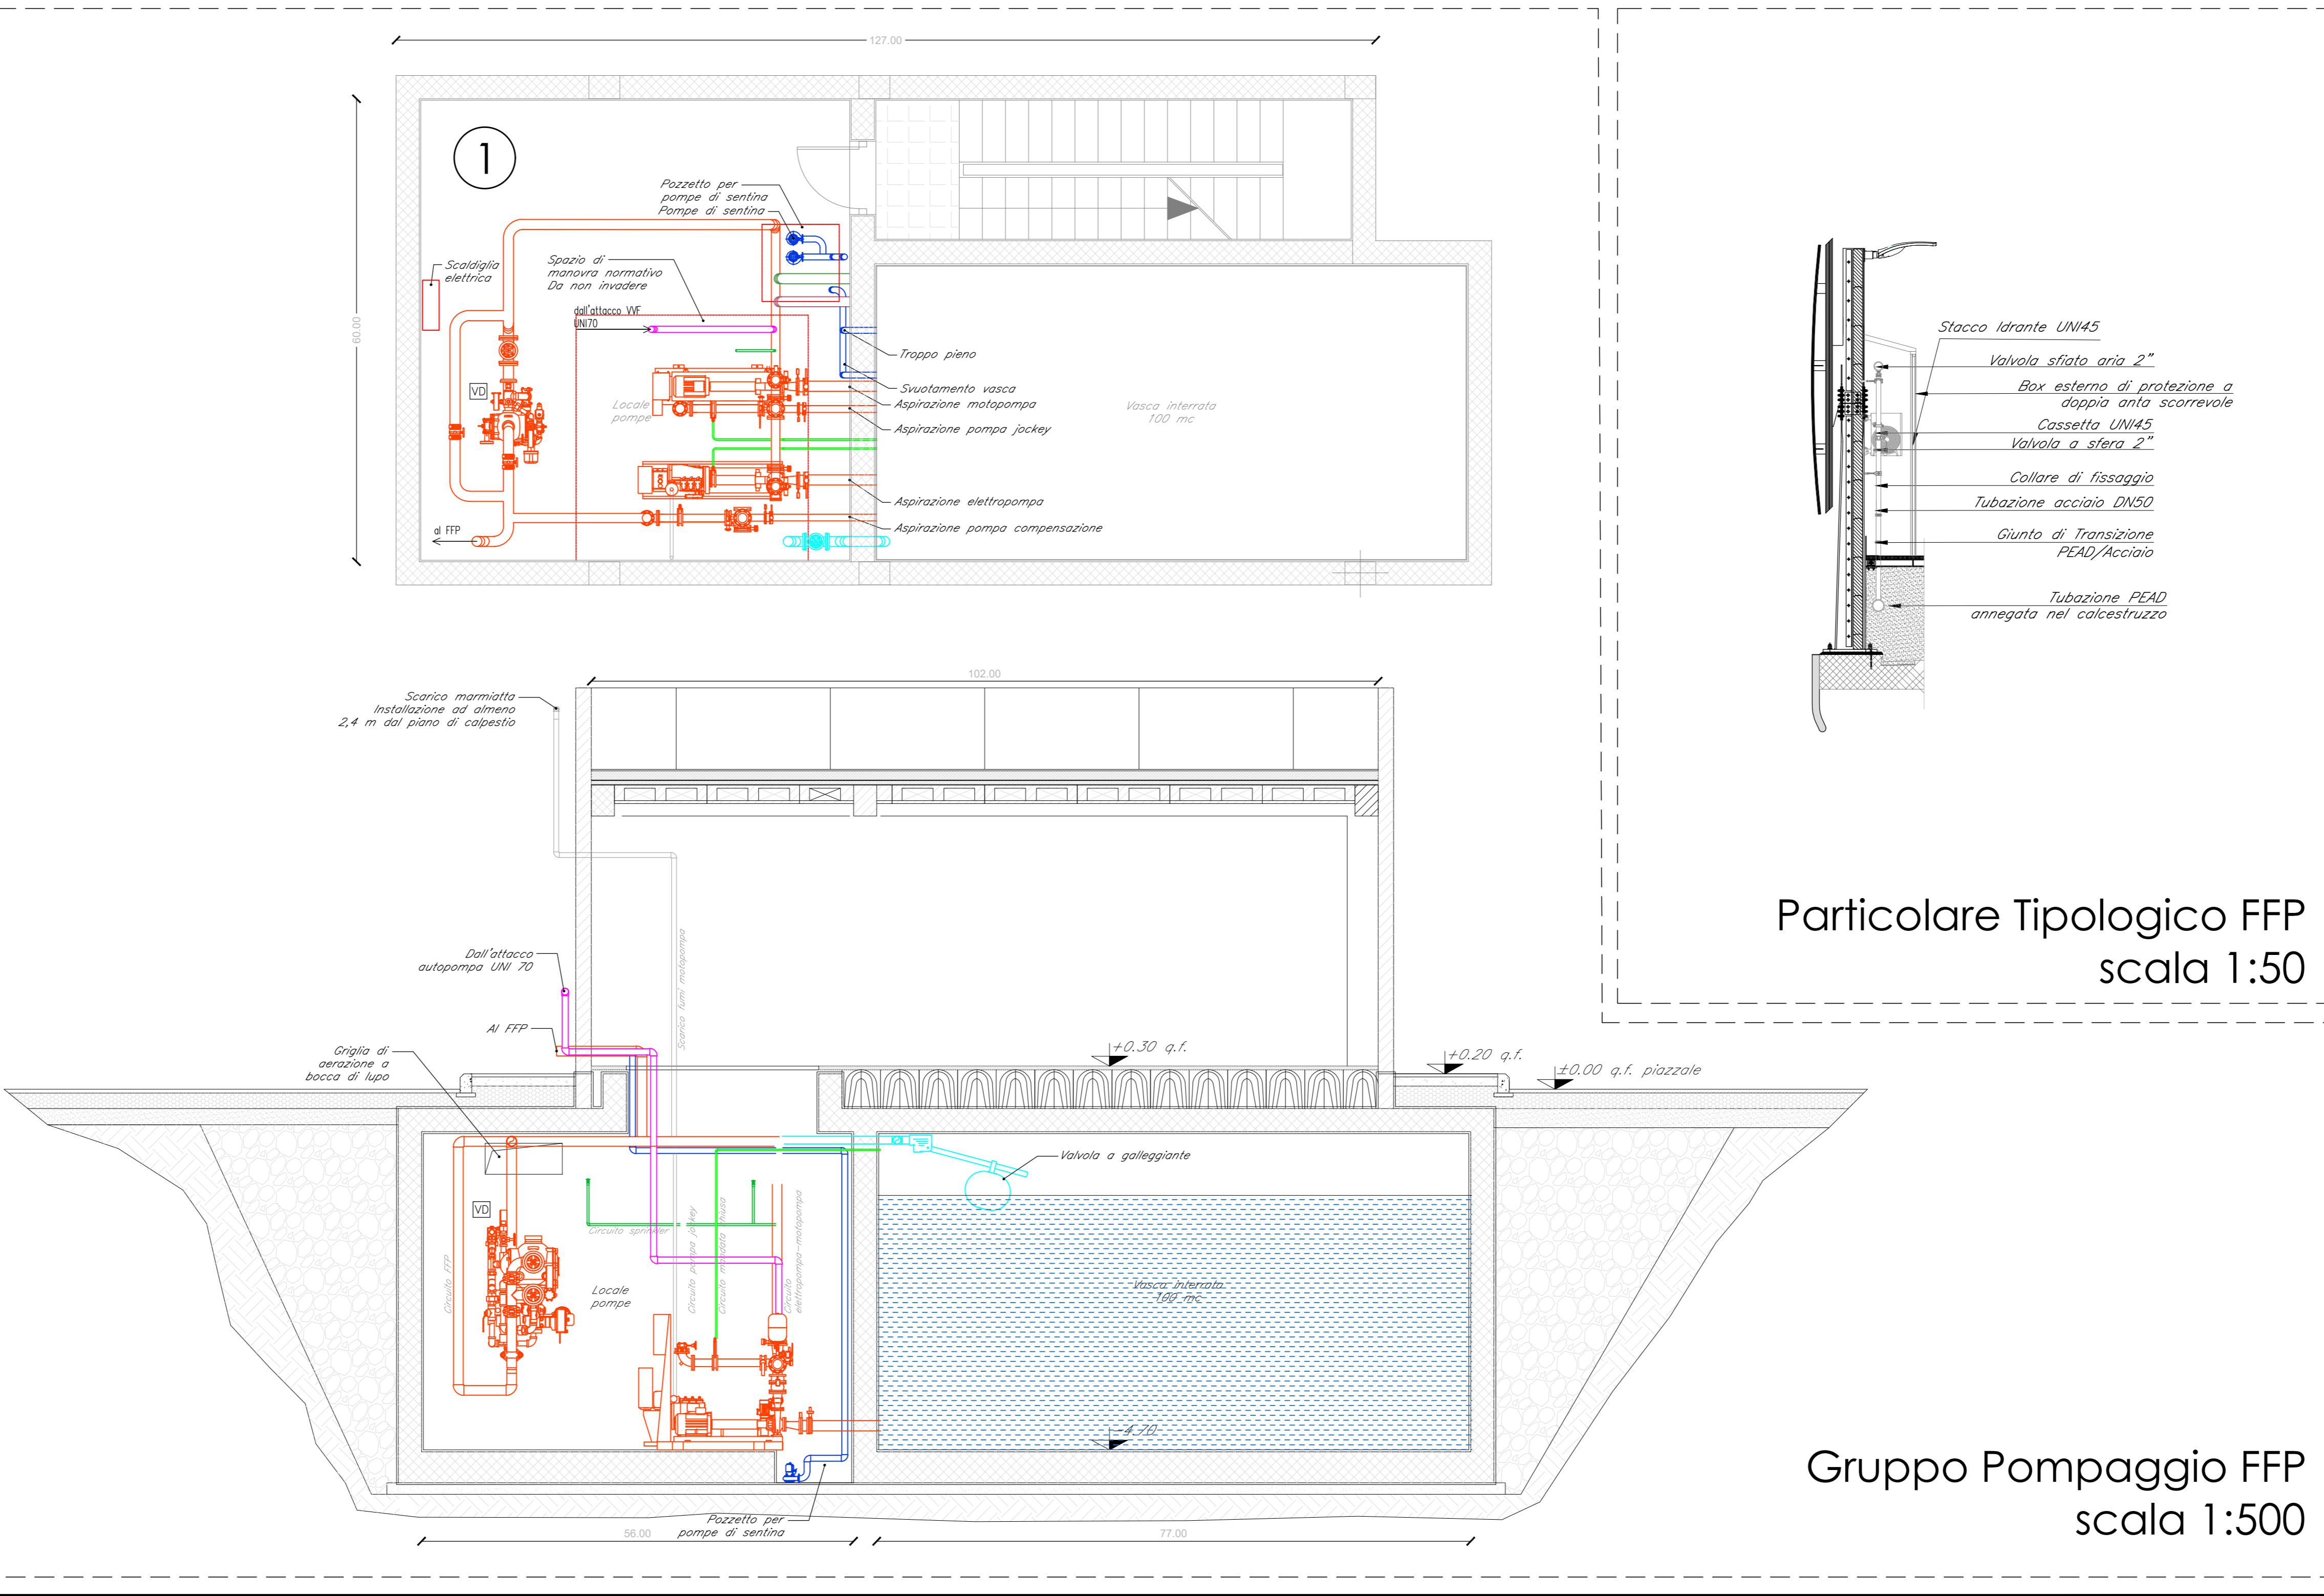 127.00
60.00
1
Pozzetto per
pompe di sentina
Pompe di sentina
Scaldiglia
elettrica
Spazio di
manovra normativo
Da non invadere
dall'attacco VVF
UNI70
VD
Locale
pompe
al FFP
Troppo pieno
Svuotamento vasca
Aspirazione motopompa
Aspirazione pompa jockey
Aspirazione elettropompa
Aspirazione pompa compensazione
Vasca interrata
100 mc
Stacco Idrante UNI45
Valvola sfiato aria 2"
Box esterno di protezione a
doppia anta scorrevole
Cassetta UNI45
Valvola a sfera 2"
Collare di fissaggio
Tubazione acciaio DN50
Giunto di Transizione
PEAD/Acciaio
Tubazione PEAD
annegata nel calcestruzzo
Particolare Tipologico FFP
scala 1:50
102.00
Scarico marmiatta
Installazione ad almeno
2,4 m dal piano di calpestio
Scarico fumi motopompa
Dall'attacco
autopompa UNI 70
Al FFP
Griglia di
aerazione a
bocca di lupo
+0.30 q.f.
+0.20 q.f.
±0.00 q.f. piazzale
Valvola a galleggiante
VD
Circuito FFP
Circuito sprinkler
Locale
pompe
Circuito pompa jockey
Circuito mandata chiusa
Circuito
elettropompa-motopompa
Vasca interrata
100 mc
-4.70
Pozzetto per
pompe di sentina
56.00
77.00
Gruppo Pompaggio FFP
scala 1:500